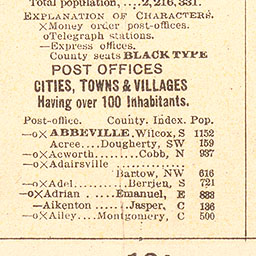 Total population, .... 2,216,331.
EXPLANATION OF CHARACTERS.
×Money order post-offices.
oTelegraph stations.
—Express offices.
County seats BLACK TYPE
POST OFFICES
CITIES, TOWNS & VILLAGES
Having over 100 Inhabitants.
Post-office. County. Index. Pop.
—o×ABBEVILLE, Wilcox, S 1152
Acree .... Dougherty, SW 159
—o×Acworth ........ Cobb, N 937
—o×Adairsville ........
Bartow, NW 616
—o×Adel ........ Berrien, S 721
—o×Adrian .... Emanuel, E 833
—Aikenton ...... Jasper, C 136
—o×Ailey .... Montgomery, C 500